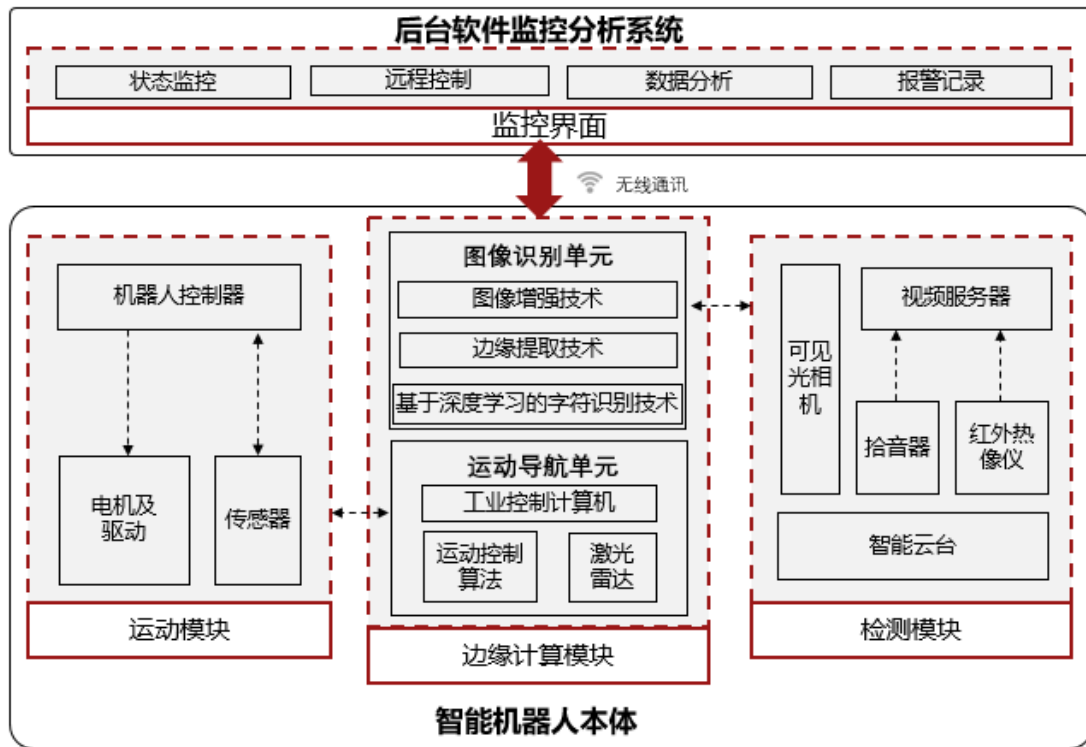 后台软件监控分析系统
状态监控
远程控制
数据分析
报警记录
监控界面
无线通讯
机器人控制器
电机及
驱动
传感器
运动模块
图像识别单元
图像增强技术
边缘提取技术
基于深度学习的字符识别技术
运动导航单元
工业控制计算机
运动控制
算法
激光
雷达
边缘计算模块
可见
光相
机
视频服务器
拾音器
红外热
像仪
智能云台
检测模块
智能机器人本体